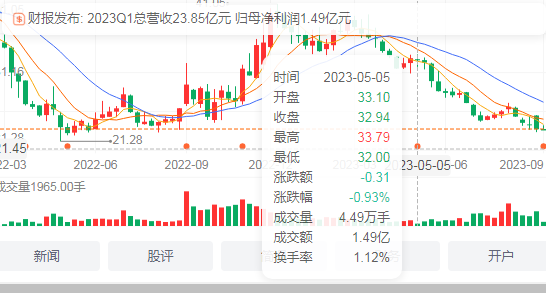 财报发布: 2023Q1总营收23.85亿元 归母净利润1.49亿元
时间 2023-05-05
开盘 33.10
收盘 32.94
最高 33.79
最低 32.00
涨跌额 -0.31
涨跌幅 -0.93%
成交量 4.49万手
成交额 1.49亿
换手率 1.12%
21.28
21.45
2022-06
2022-09
2023-05-05
2023-09
成交量1965.00手
新闻
股评
开户